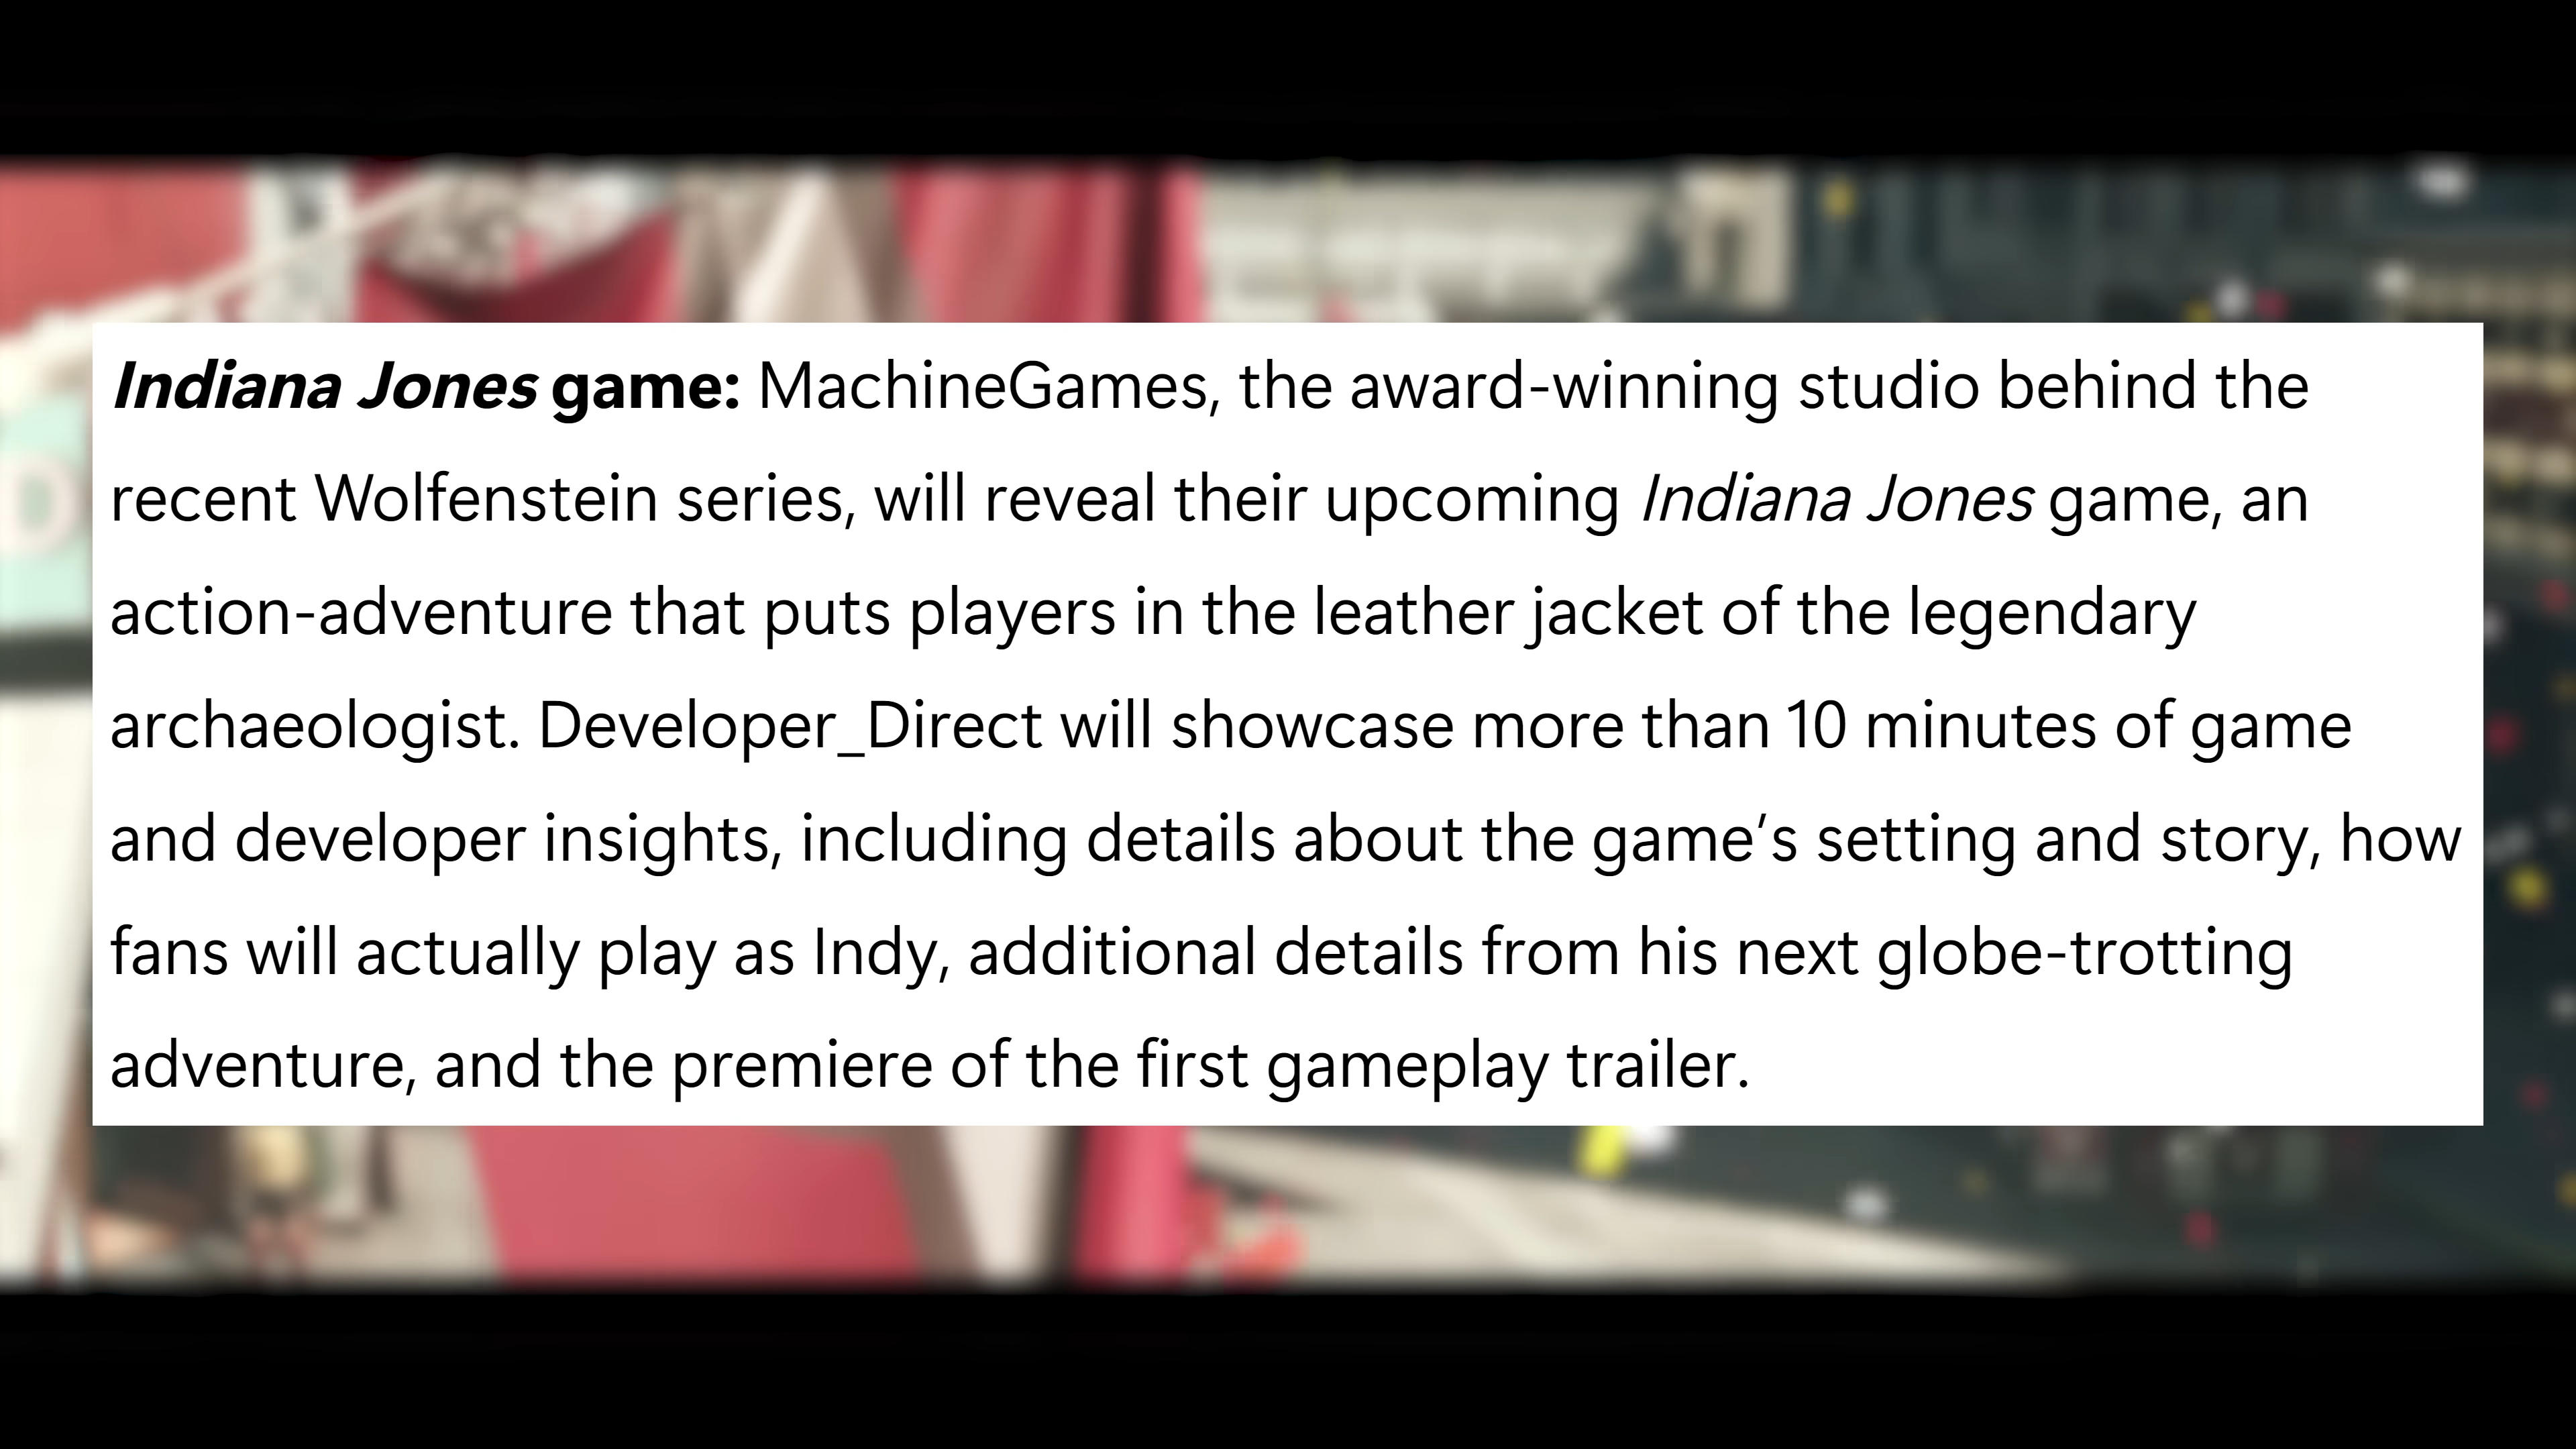 Indiana Jones game: MachineGames, the award-winning studio behind the
recent Wolfenstein series, will reveal their upcoming Indiana Jones game, an
action-adventure that puts players in the leather jacket of the legendary
archaeologist. Developer_Direct will showcase more than 10 minutes of game
and developer insights, including details about the game’s setting and story, how
fans will actually play as Indy, additional details from his next globe-trotting
adventure, and the premiere of the first gameplay trailer.